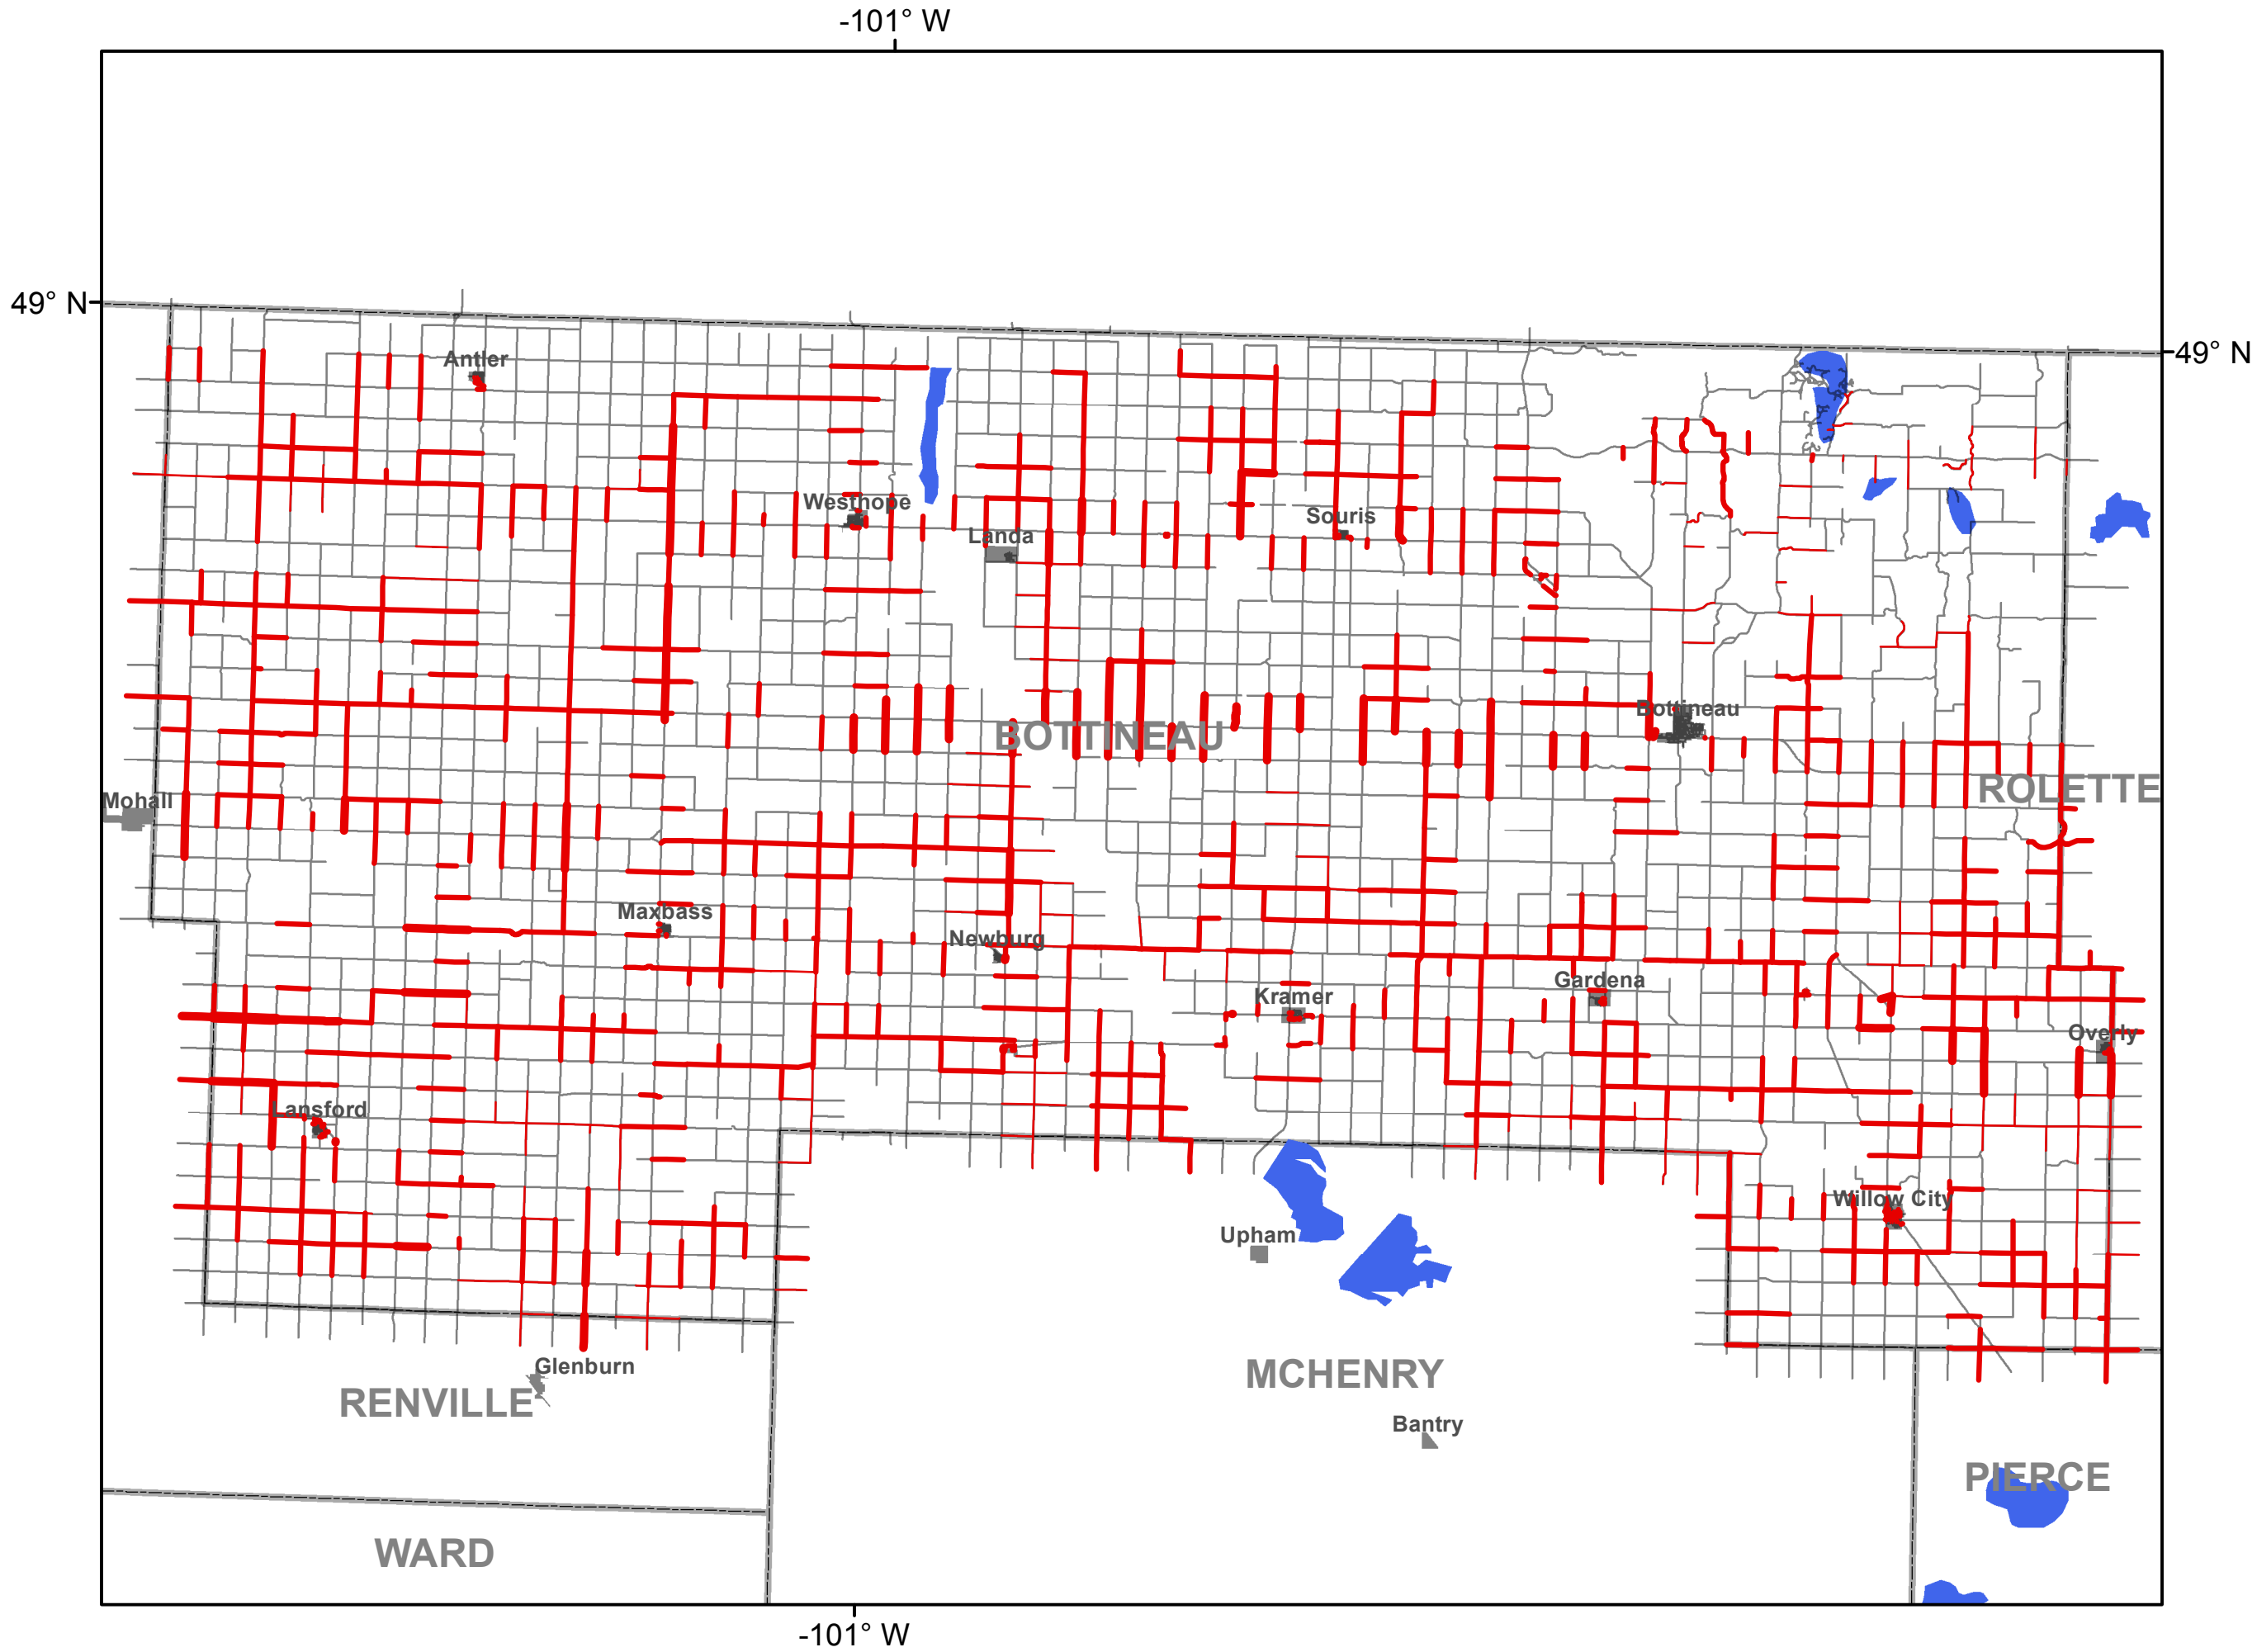 -101° W
49° N
49° N
Antler
Westhope
Souris
Landa
Bottineau
BOTTINEAU
ROLETTE
Mohall
Maxbass
Newburg
Gardena
Kramer
Overly
Lansford
Willow City
Upham
Glenburn
MCHENRY
RENVILLE
Bantry
PIERCE
WARD
-101° W